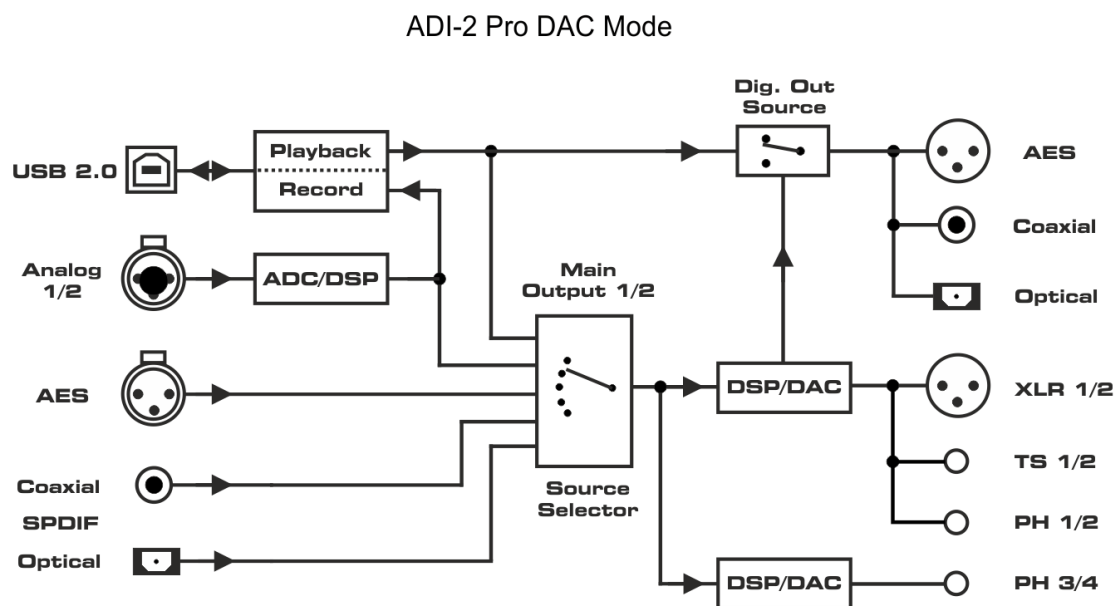 ADI-2 Pro DAC Mode
Dig. Out
Source
USB 2.0
Playback
Record
AES
Coaxial
Analog
1/2
ADC/DSP
Main
Output 1/2
Optical
AES
DSP/DAC
XLR 1/2
TS 1/2
Coaxial
SPDIF
Optical
Source
Selector
PH 1/2
DSP/DAC
PH 3/4